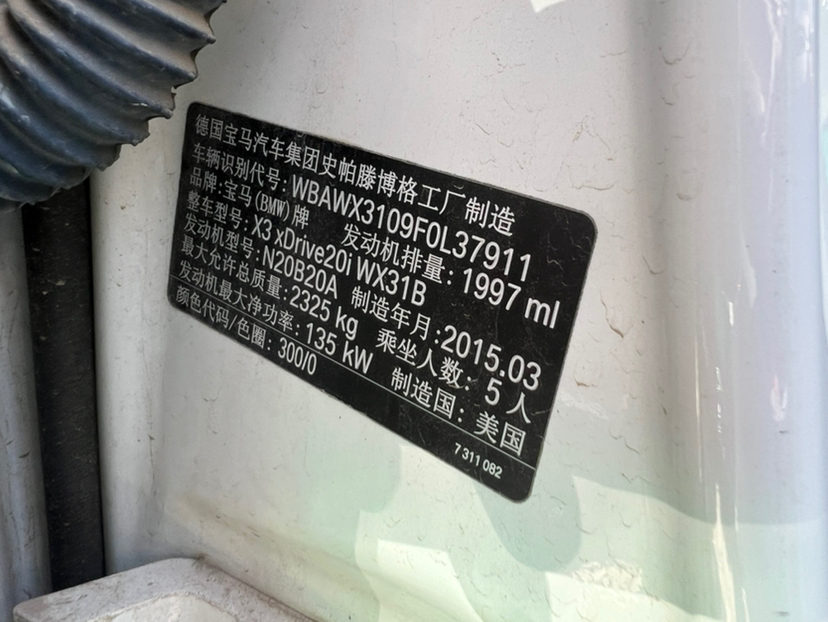 德国宝马汽车集团史帕滕博格工厂制造
车辆识别代号: WBAWX3109F0L37911
品牌:宝马(BMW)牌 发动机排量: 1997 ml
整车型号: X3 xDrive20i WX31B
发动机型号: N20B20A 制造年月:2015.03
最大允许总质量: 2325 kg 乘坐人数: 5 人
发动机最大净功率: 135 kW 制造国: 美国
颜色代码/色圈: 300/0
7 311 082